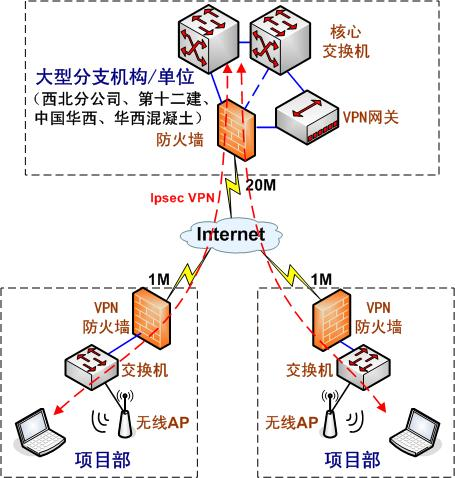 核心
交换机
大型分支机构/单位
（西北分公司、第十二建、
中国华西、华西混凝土）
VPN网关
防火墙
Ipsec VPN
20M
Internet
1M
1M
VPN
防火墙
VPN
防火墙
交换机
交换机
无线AP
无线AP
项目部
项目部